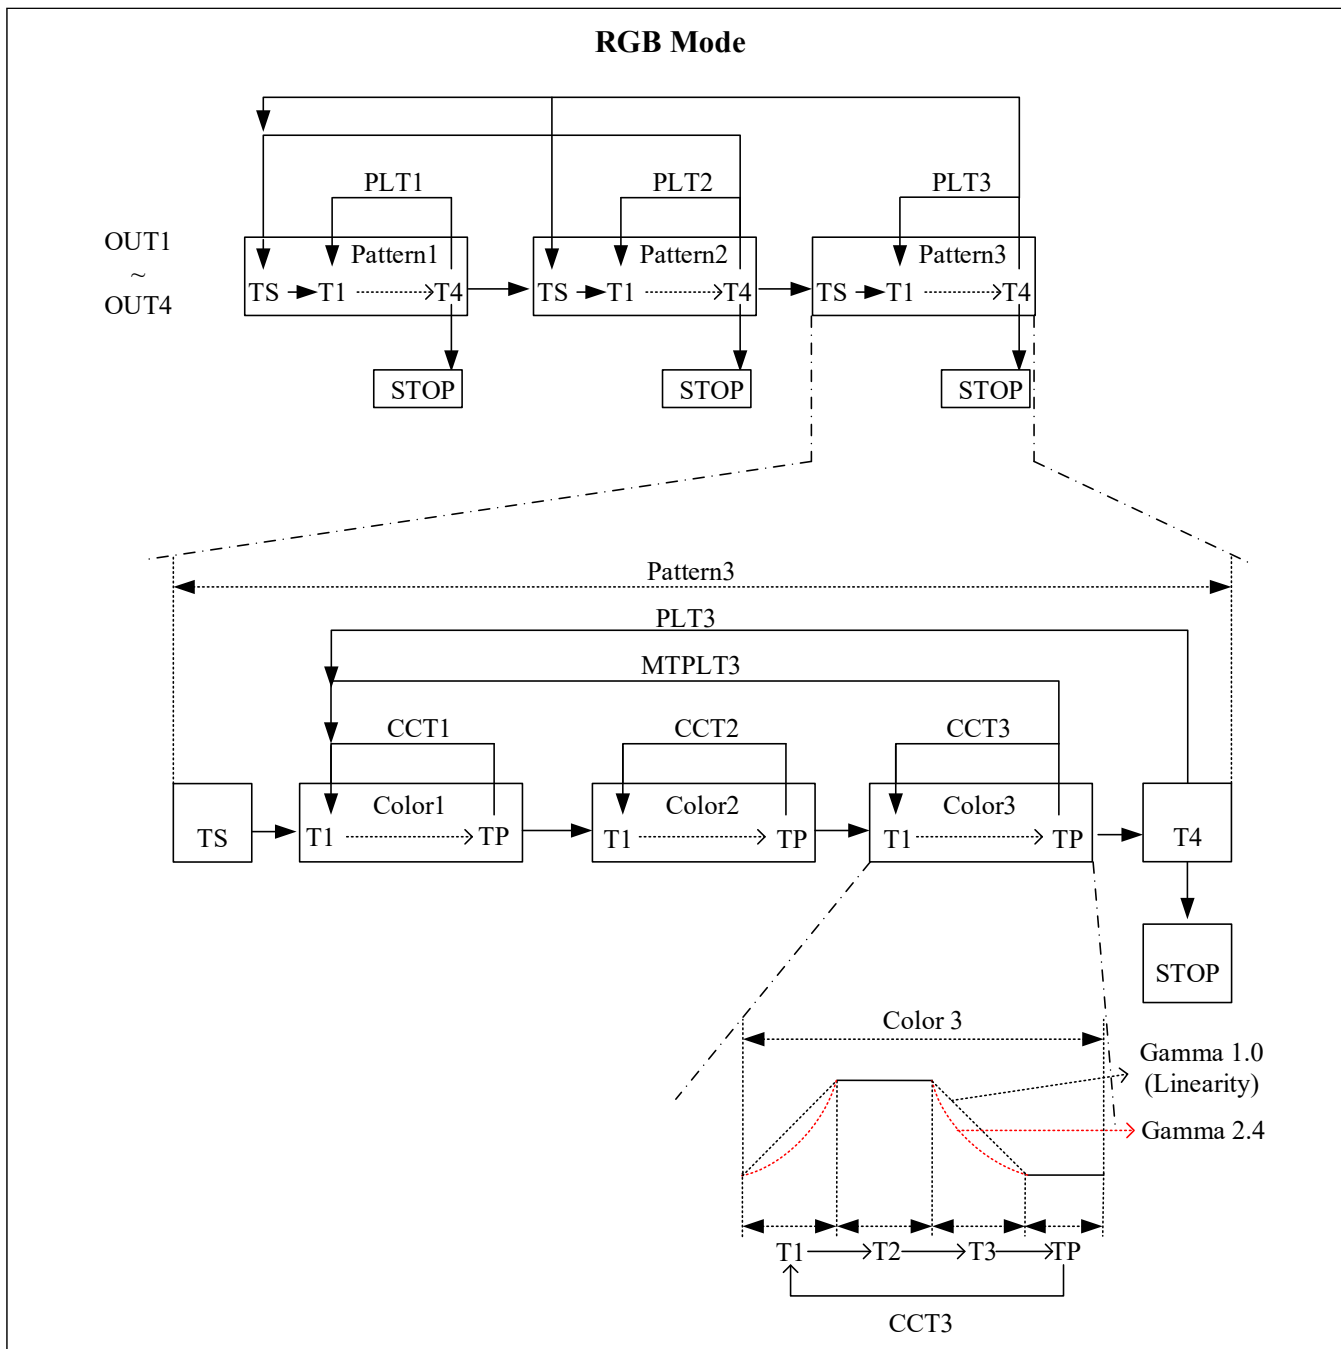 RGB Mode
PLT1 PLT2 PLT3
OUT1
~
OUT4
Pattern1 Pattern2 Pattern3
TS T1 T4 TS T1 T4 TS T1 T4
STOP STOP STOP
Pattern3
PLT3
MTPLT3
CCT1 CCT2 CCT3
Color1 Color2 Color3
TS T1 TP T1 TP T1 TP T4
STOP
Color 3
Gamma 1.0
(Linearity)
Gamma 2.4
T1 T2 T3 TP
CCT3